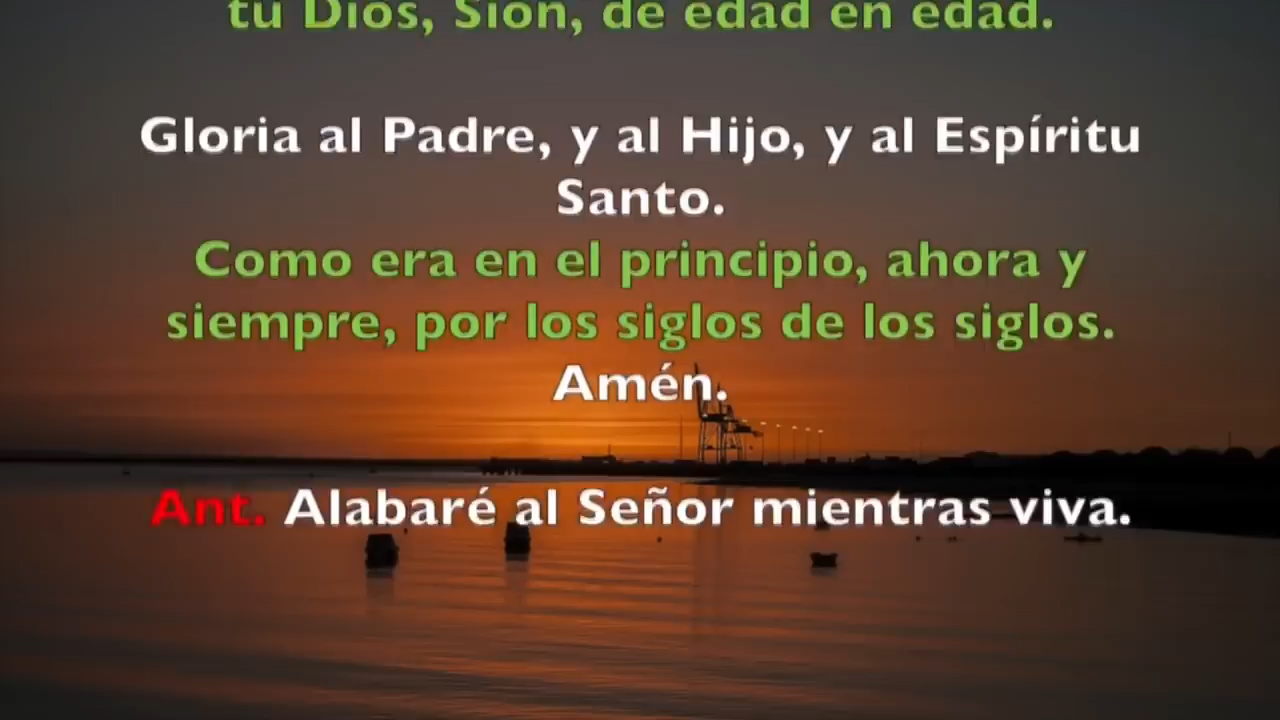 tu Dios, Sión, de edad en edad.
Gloria al Padre, y al Hijo, y al Espíritu
Santo.
Como era en el principio, ahora y
siempre, por los siglos de los siglos.
Amén.
Ant. Alabaré al Señor mientras viva.